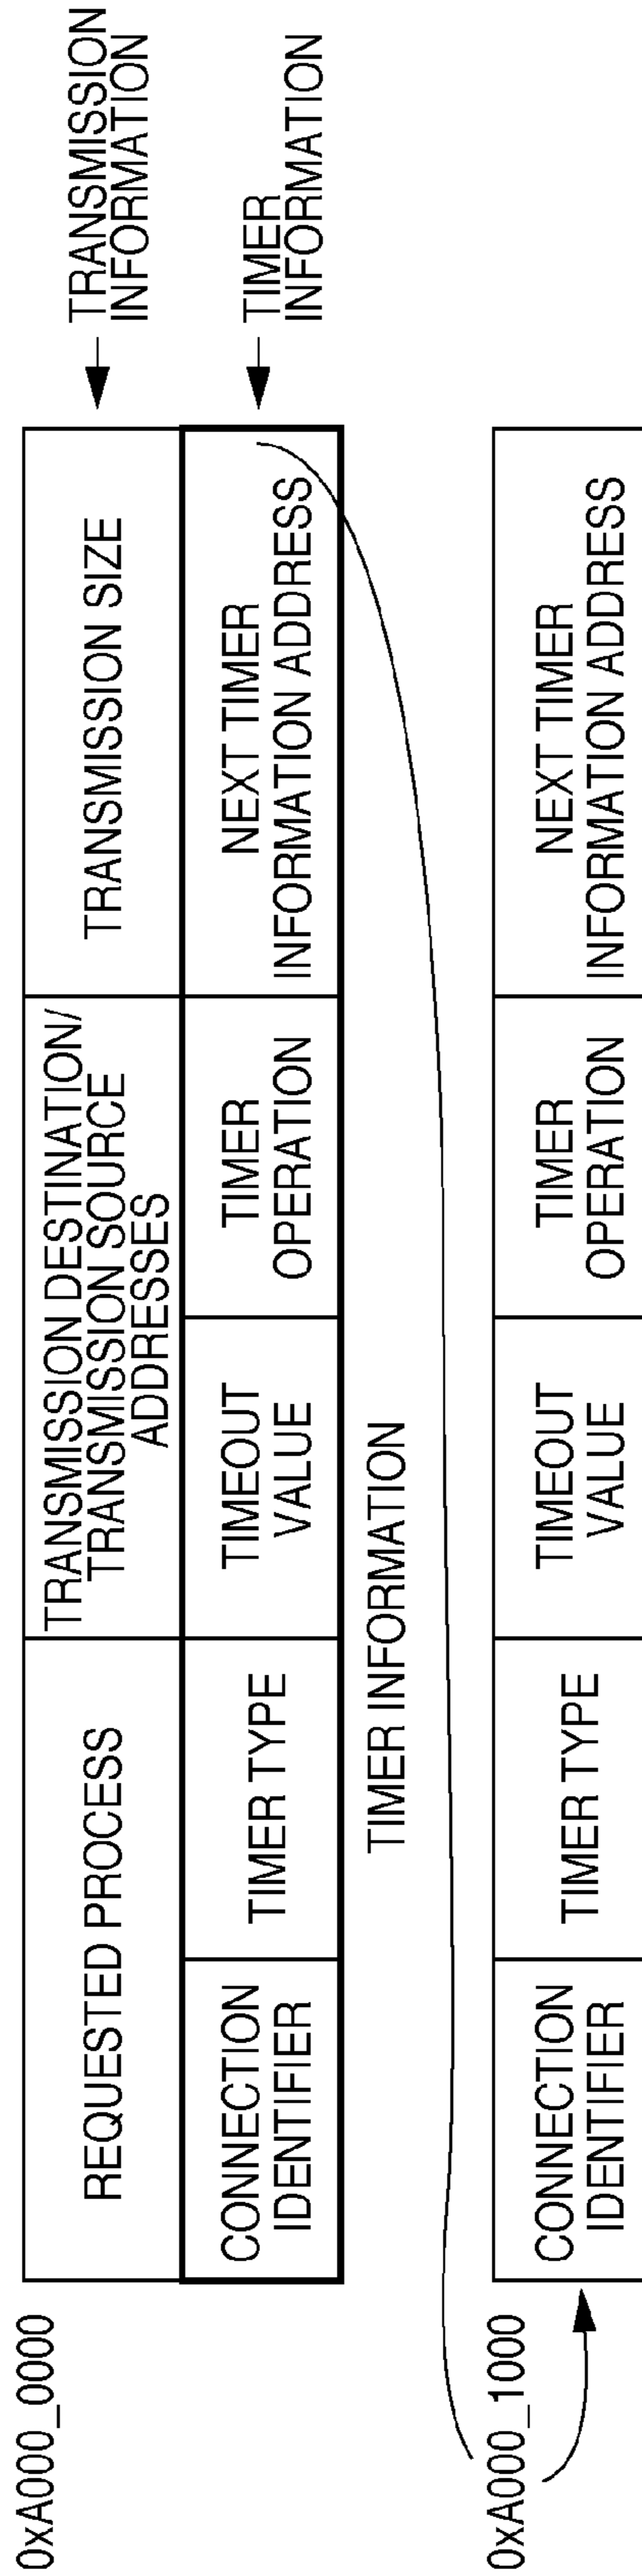 0xA000_0000
REQUESTED PROCESS
TRANSMISSION DESTINATION/
TRANSMISSION SOURCE
ADDRESSES
TRANSMISSION SIZE
TRANSMISSION
INFORMATION
CONNECTION
IDENTIFIER
TIMER TYPE
TIMEOUT
VALUE
TIMER
OPERATION
NEXT TIMER
INFORMATION ADDRESS
TIMER
INFORMATION
TIMER INFORMATION
0xA000_1000
CONNECTION
IDENTIFIER
TIMER TYPE
TIMEOUT
VALUE
TIMER
OPERATION
NEXT TIMER
INFORMATION ADDRESS